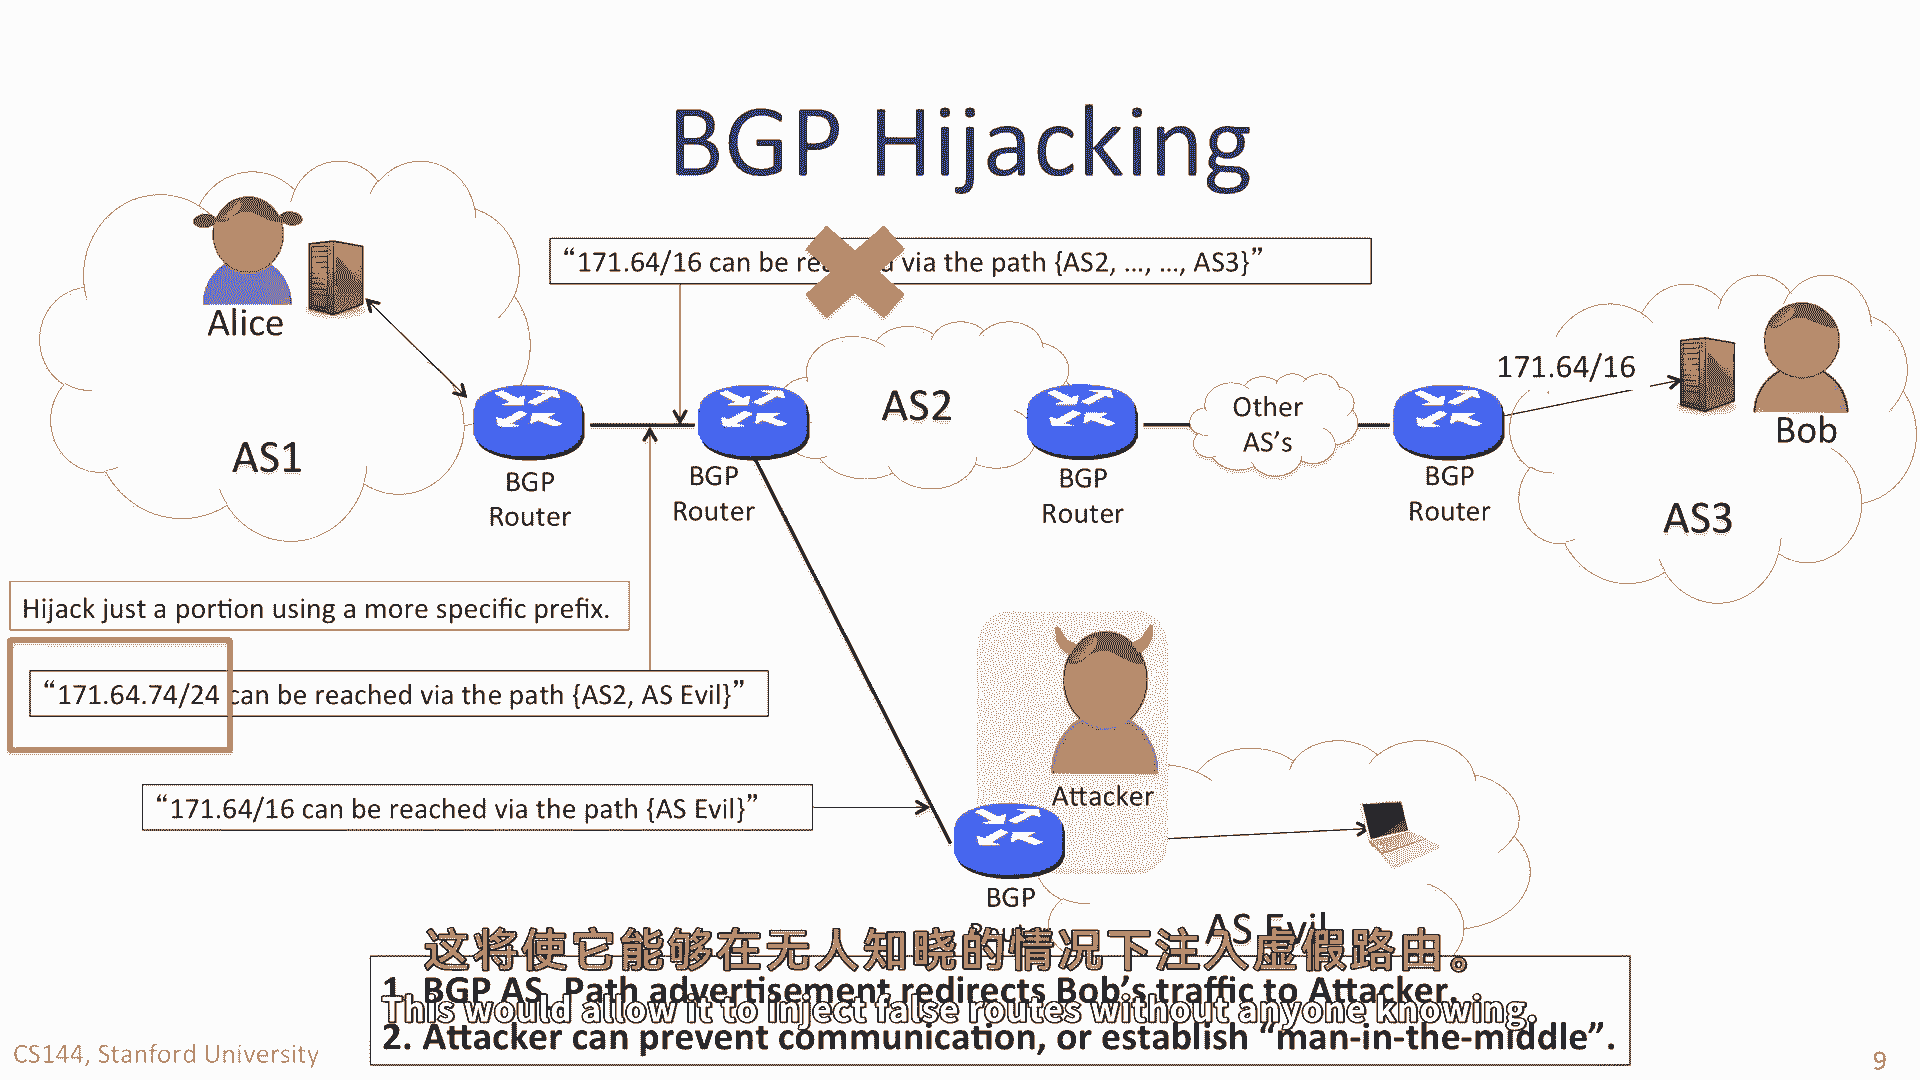 BGP Hijacking
“171.64/16 can be rea d via the path {AS2, ..., ..., AS3}”
Alice
AS1
BGP
Router
BGP
Router
AS2
BGP
Router
Other
AS’s
BGP
Router
171.64/16
Bob
AS3
Hijack just a portion using a more specific prefix.
“171.64.74/24 can be reached via the path {AS2, AS Evil}”
“171.64/16 can be reached via the path {AS Evil}”
Attacker
BGP
Router
AS Evil
这将使它能够在无人知晓的情况下注入虚假路由。
1. BGP AS_Path advertisement redirects Bob’s traffic to Attacker.
This would allow it to inject false routes without anyone knowing.
2. Attacker can prevent communication, or establish “man-in-the-middle”.
CS144, Stanford University
9